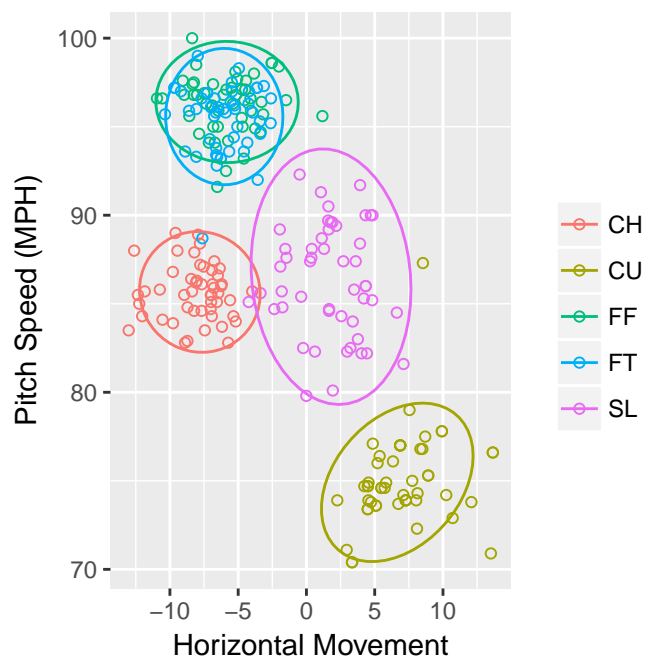 100
90
80
70
Pitch Speed (MPH)
−10 −5 0 5 10
Horizontal Movement
CH
CU
FF
FT
SL